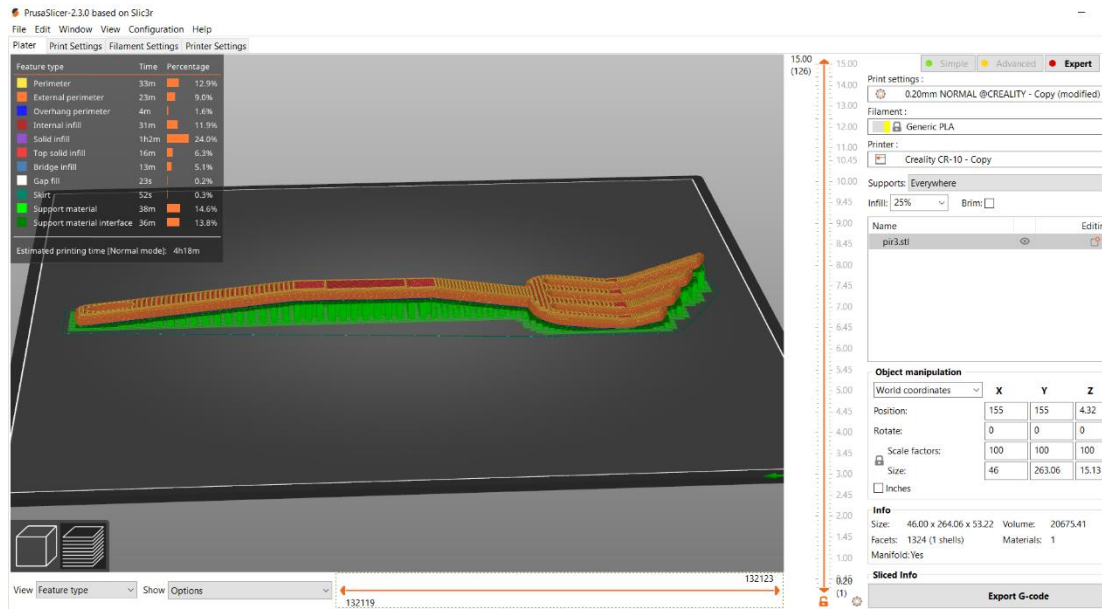 PrusaSlicer-2.3.0 based on Slic3r
File Edit Window View Configuration Help
Plater Print Settings Filament Settings Printer Settings
Feature type Time Percentage
Perimeter 33m 12.9%
External perimeter 23m 9.0%
Overhang perimeter 4m 1.6%
Internal infill 31m 11.9%
Solid infill 1h2m 24.0%
Top solid infill 16m 6.3%
Bridge infill 13m 5.1%
Gap fill 23s 0.2%
Skirt 52s 0.3%
Support material 38m 14.6%
Support material interface 36m 13.8%
Estimated printing time [Normal mode]: 4h18m
View Feature type Show Options
132123
132119
15.00
(126)
15.00
14.00
13.00
12.00
11.00
10.45
10.00
9.45
9.00
8.45
8.00
7.45
7.00
6.45
6.00
5.45
5.00
4.45
4.00
3.45
3.00
2.45
2.00
1.45
1.00
0.20
(1)
Simple Advanced Expert
Print settings :
0.20mm NORMAL @CREALITY - Copy (modified)
Filament :
Generic PLA
Printer :
Creality CR-10 - Copy
Supports: Everywhere
Infill: 25% Brim:
Name Editin
pir3.stl
Object manipulation
World coordinates X Y Z
Position: 155 155 4.32
Rotate: 0 0 0
Scale factors: 100 100 100
Size: 46 263.06 15.13
Inches
Info
Size: 46.00 x 264.06 x 53.22 Volume: 20675.41
Facets: 1324 (1 shells) Materials: 1
Manifold: Yes
Sliced Info
Export G-code